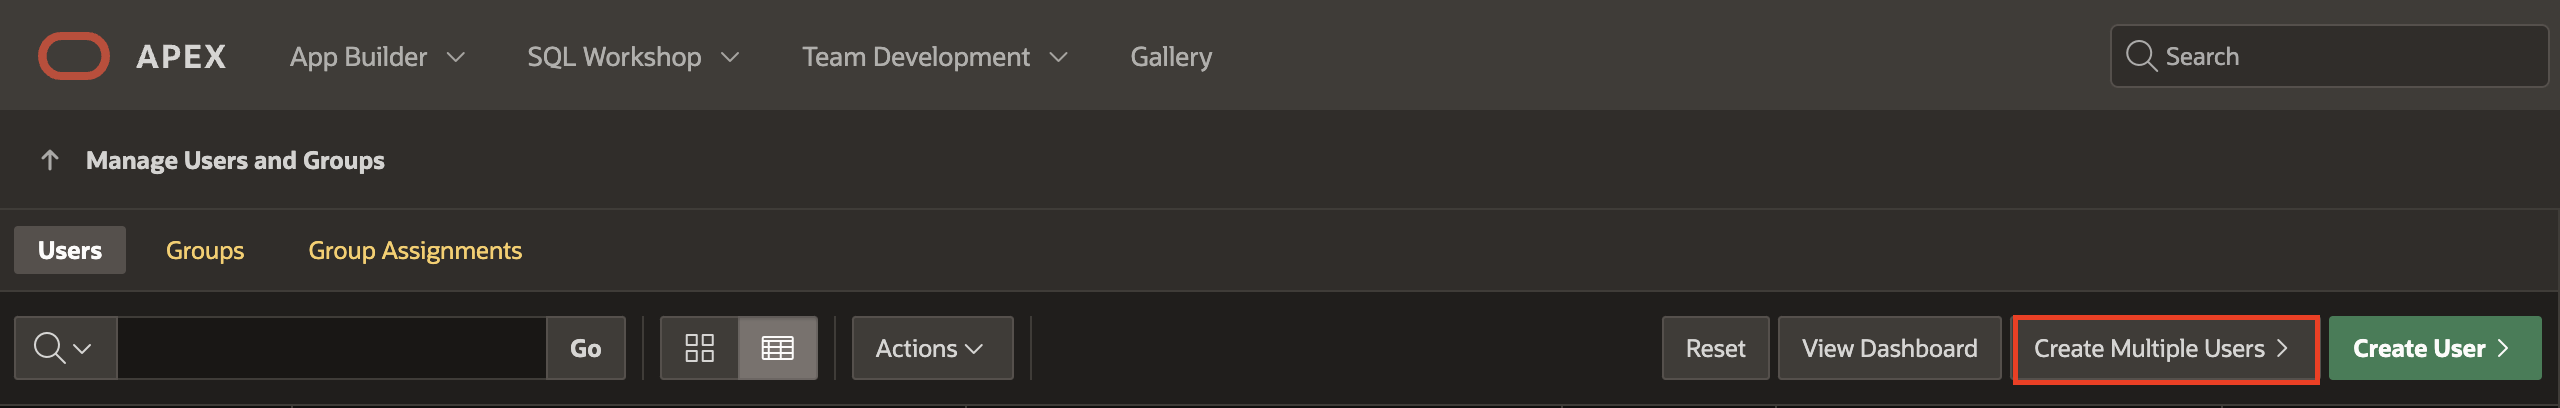 APEX App Builder SQL Workshop Team Development Gallery Search
Manage Users and Groups
Users Groups Group Assignments
Go Actions Reset View Dashboard Create Multiple Users Create User